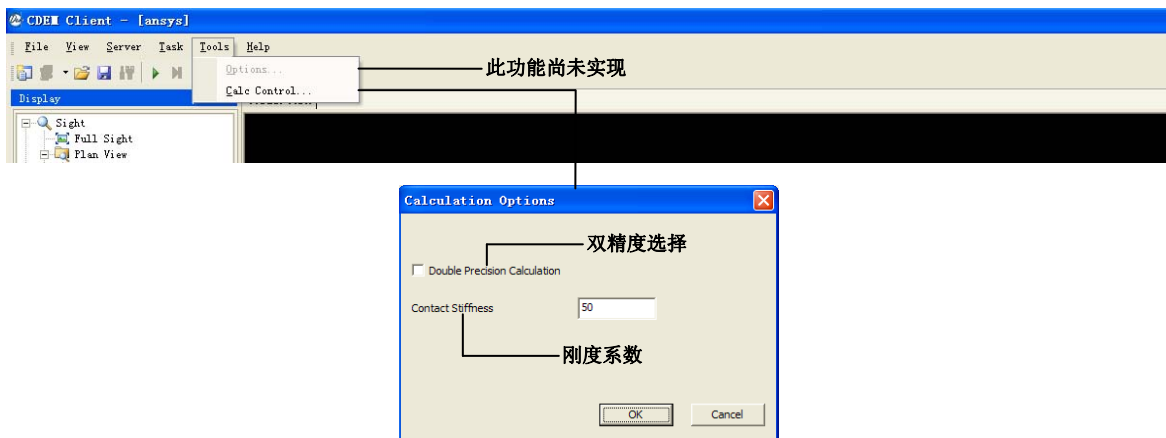 CDEM Client - [ansys]
File View Server Task Tools Help
Options...
此功能尚未实现
Calc Control...
Display
Sight
Full Sight
Plan View
Calculation Options
双精度选择
Double Precision Calculation
Contact Stiffness 50
刚度系数
OK Cancel